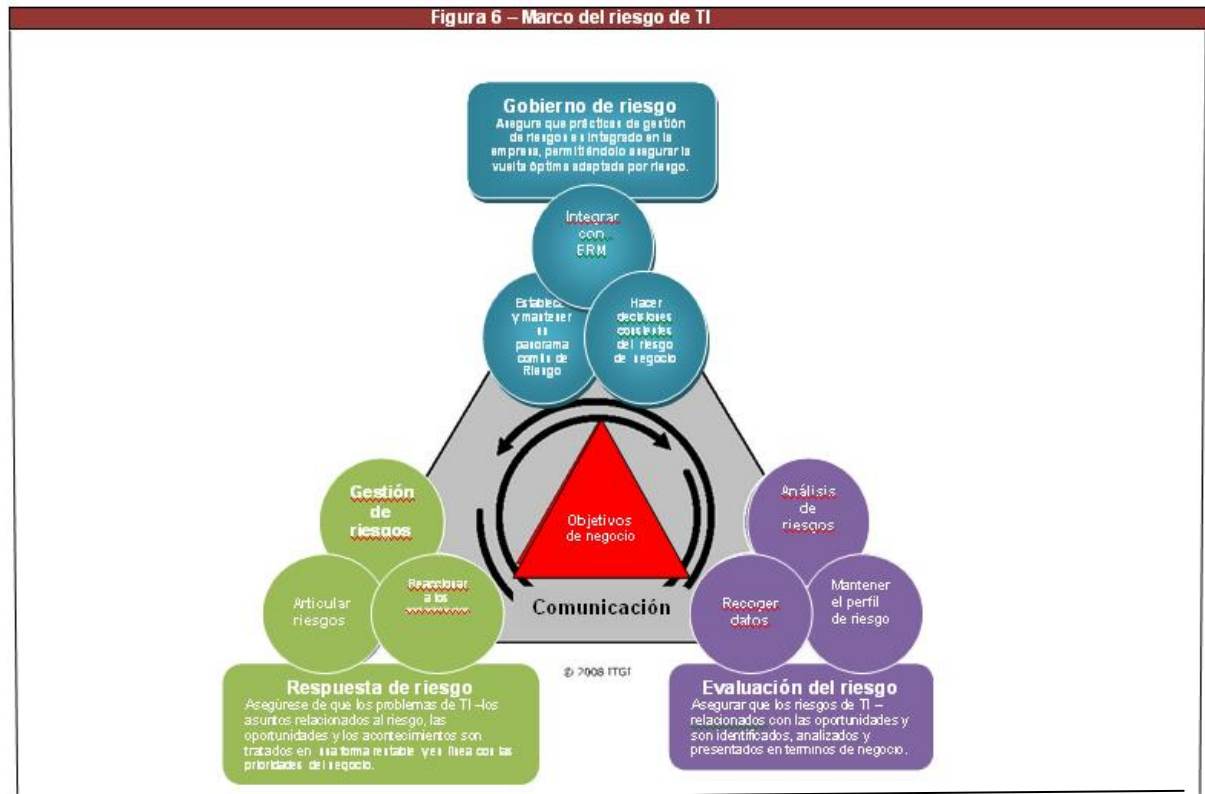 Figura 6 – Marco del riesgo de TI
Gobierno de riesgo
Asegura que prácticas de gestión
de riesgos es integrado en la
empresa, permitiéndolo asegurar la
vuelta óptima adaptada por riesgo.
Integrar
con
ERM
Establecer
y mantener
un
panorama
común de
Riesgo
Hacer
decisiones
del riesgo
de negocio
Gestión
de
riesgos
Articular
riesgos
Reaccionar
a los
Objetivos
de negocio
Comunicación
Análisis
de
riesgos
Recoger
datos
Mantener
el perfil
de riesgo
© 2008 ITGI
Respuesta de riesgo
Asegúrese de que los problemas de TI –los
asuntos relacionados al riesgo, las
oportunidades y los acontecimientos son
tratados en una forma rentable y en línea con las
prioridades del negocio.
Evaluación del riesgo
Asegurar que los riesgos de TI –
relacionados con las oportunidades y
son identificados, analizados y
presentados en terminos de negocio.